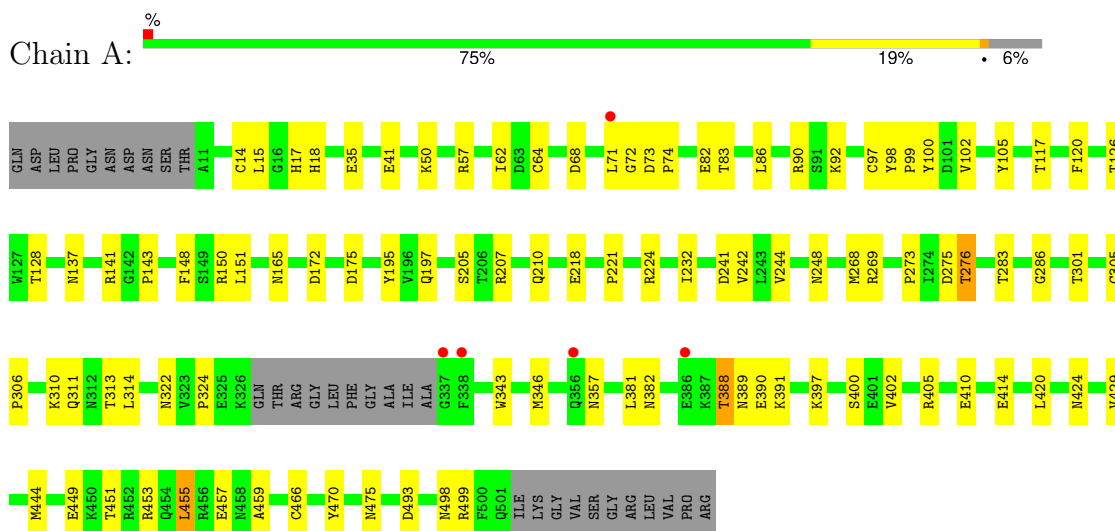 %
Chain A:
75% 19% • 6%
GLN ASP LEU PRO GLY ASN ASP ASN SER THR A11 C14 L15 G16 H17 H18 E35 E41 K50 R57 I62 D63 C64 D68 L71 G72 D73 P74 E82 T83 L86 R90 S91 K92 C97 Y98 P99 Y100 D101 V102 Y105 T117 F120 T126
W127 T128 N137 R141 G142 P143 F148 S149 R150 L151 N165 D172 D175 Y195 V196 Q197 S205 T206 R207 Q210 E218 P221 R224 I232 D241 V242 L243 V244 N248 M268 R269 P273 I274 D275 T276 T283 G286 T301
P306 K310 Q311 N312 T313 L314 N322 V323 P324 E325 K326 GLN THR ARG GLY LEU PHE GLY ALA ILE ALA G337 F338 W343 M346 Q356 N357 L381 N382 E386 K387 T388 N389 E390 K391 K397 S400 E401 V402 R405 E410 E414 L420 N424
M444 E449 K450 T451 R452 R453 Q454 L455 R456 E457 N458 A459 C466 Y470 N475 D493 N498 R499 F500 Q501 ILE LYS GLY VAL SER GLY ARG LEU VAL PRO ARG